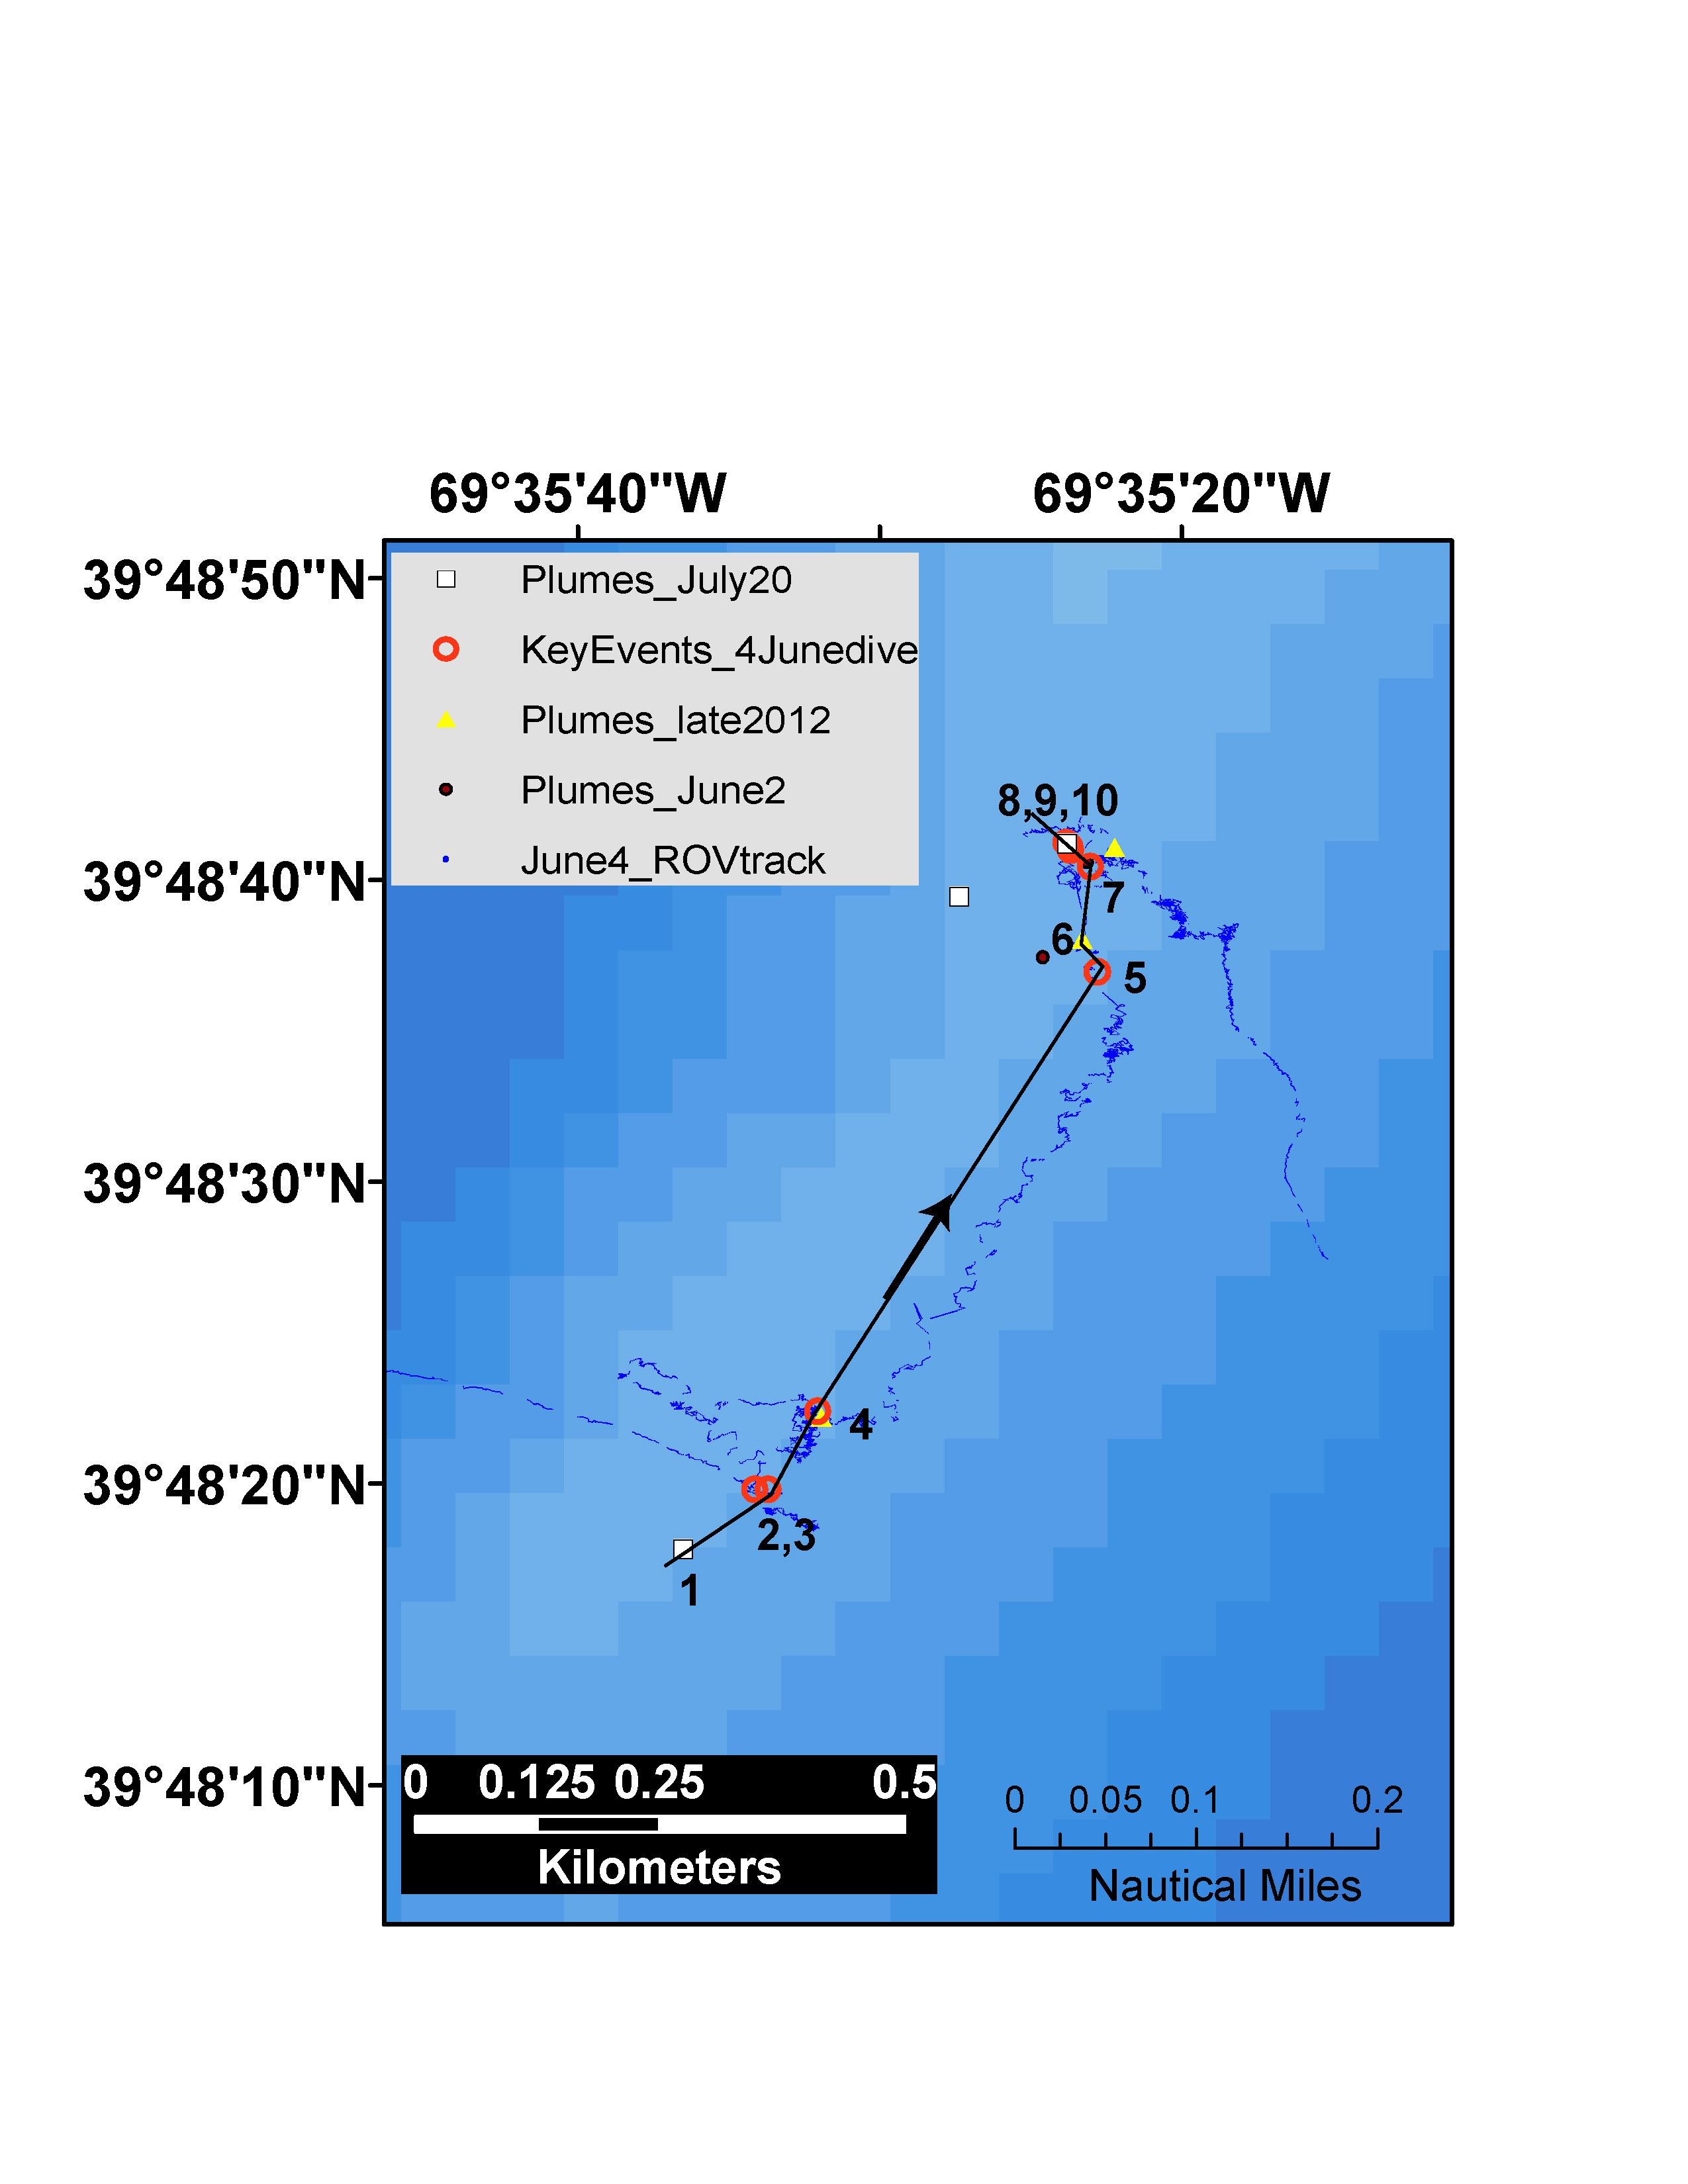 69°35'40"W 69°35'20"W
39°48'50"N
Plumes_July20
KeyEvents_4Junedive
Plumes_late2012
Plumes_June2
June4_ROVtrack
8,9,10
39°48'40"N
7
6
5
39°48'30"N
4
39°48'20"N
2,3
1
39°48'10"N
0 0.125 0.25 0.5
Kilometers
0 0.05 0.1 0.2
Nautical Miles